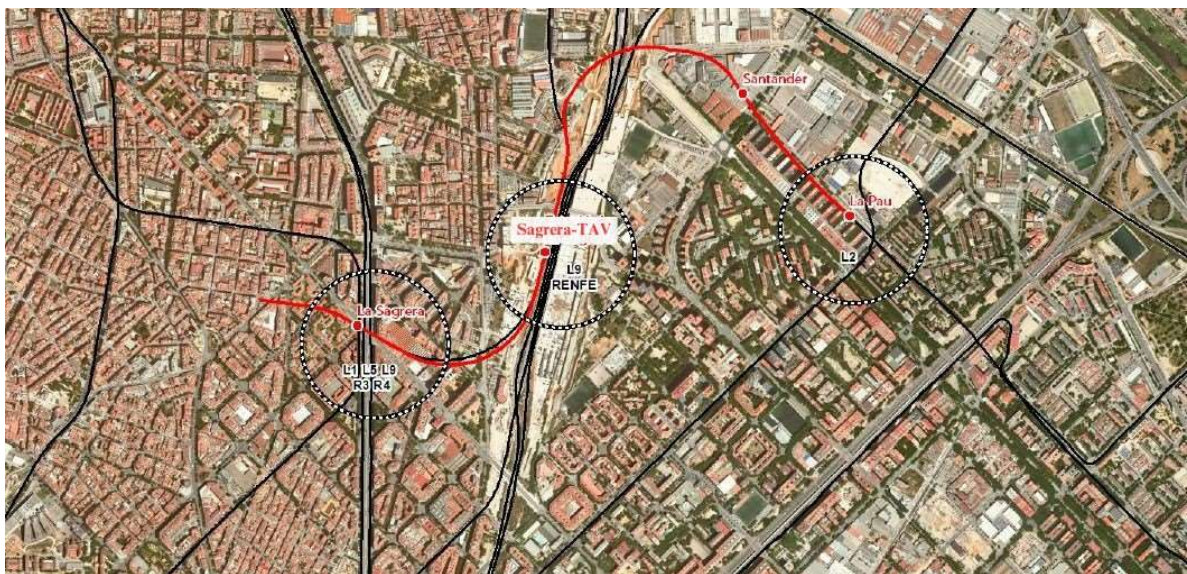 Santander
La Pau
L2
Sagrera-TAV
L9
RENFE
La Sagrera
L1 L5 L9
R3 R4